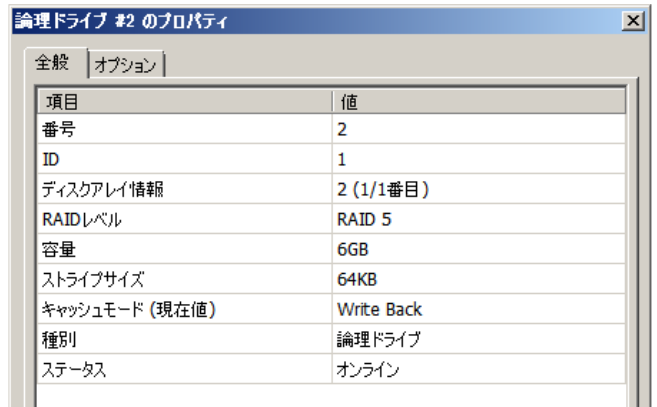 論理ドライブ #2 のプロパティ
全般 オプション
項目 値
番号 2
ID 1
ディスクアレイ情報 2 (1/1番目)
RAIDレベル RAID 5
容量 6GB
ストライプサイズ 64KB
キャッシュモード (現在値) Write Back
種別 論理ドライブ
ステータス オンライン